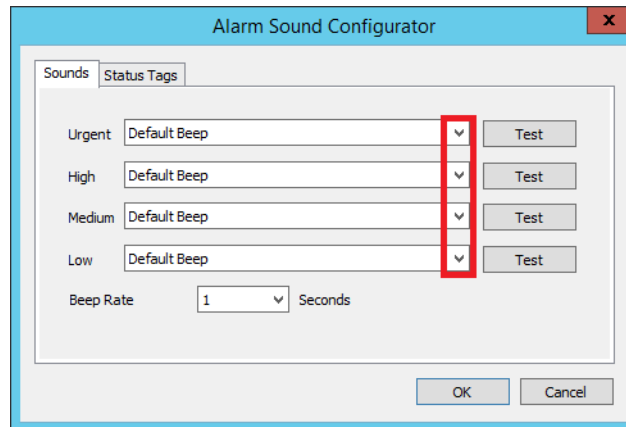 Alarm Sound Configurator
x
Sounds Status Tags
Urgent Default Beep Test
High Default Beep Test
Medium Default Beep Test
Low Default Beep Test
Beep Rate 1 Seconds
OK Cancel